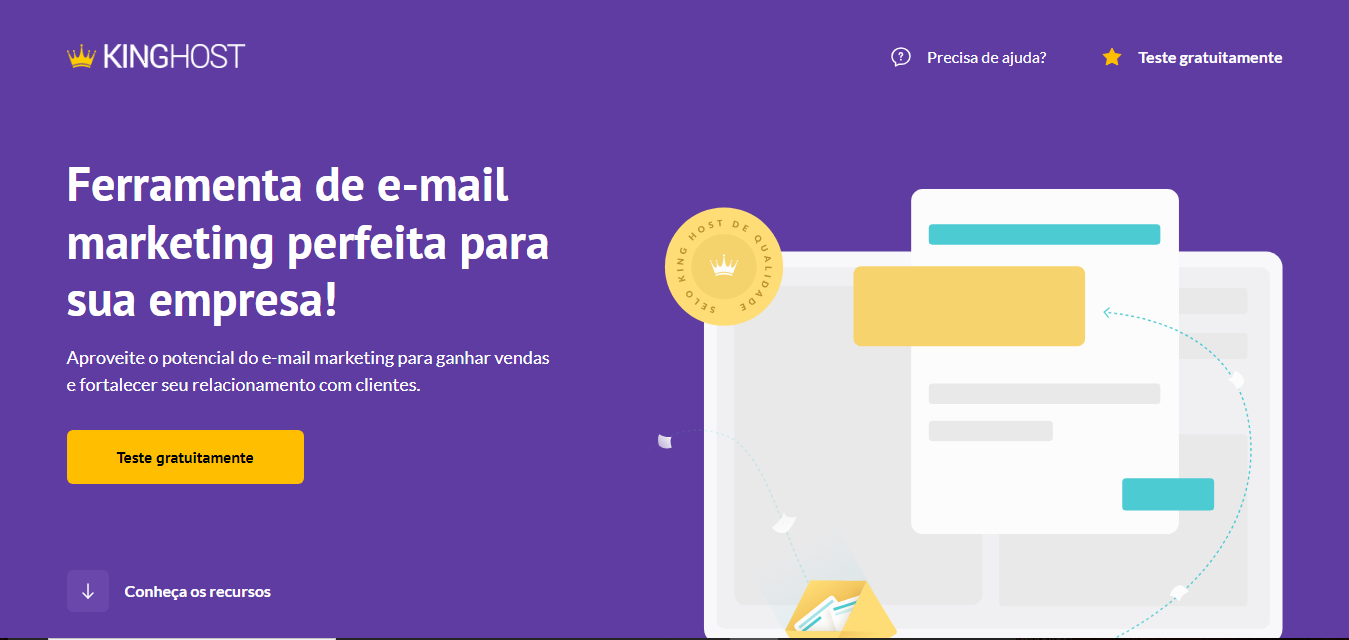 KINGHOST
Precisa de ajuda?
Teste gratuitamente
Ferramenta de e-mail
marketing perfeita para
sua empresa!
Aproveite o potencial do e-mail marketing para ganhar vendas
e fortalecer seu relacionamento com clientes.
Teste gratuitamente
Conheça os recursos
SELO KING HOST DE QUALIDADE